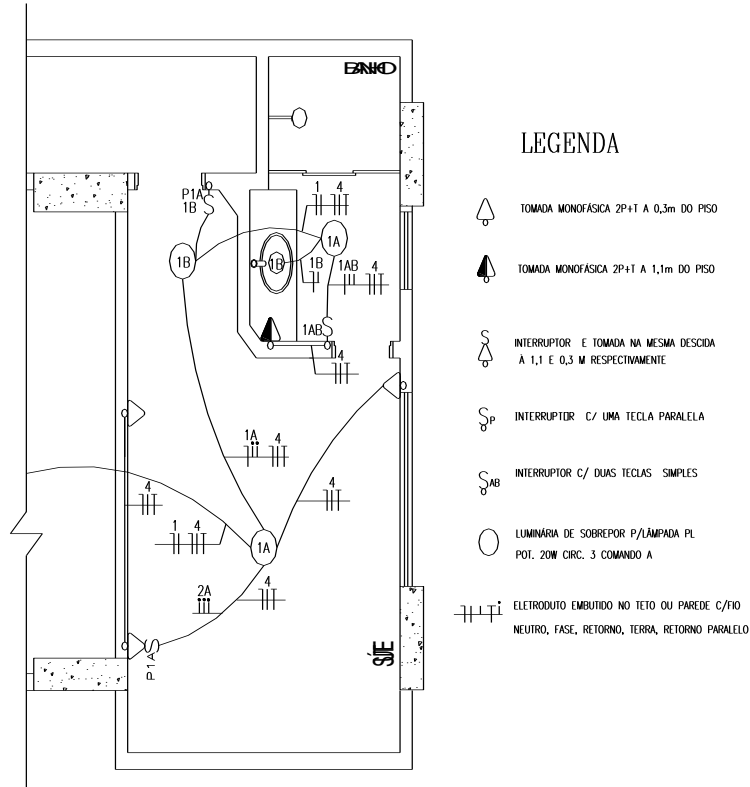 BANHO
LEGENDA
P1A
1B
S
1 4
1B
1A
1B
1B
1AB 4
1AB S
4
TOMADA MONOFÁSICA 2P+T A 0,3m DO PISO
TOMADA MONOFÁSICA 2P+T A 1,1m DO PISO
S
INTERRUPTOR E TOMADA NA MESMA DESCIDA
À 1,1 E 0,3 M RESPECTIVAMENTE
SP
INTERRUPTOR C/ UMA TECLA PARALELA
SAB
INTERRUPTOR C/ DUAS TECLAS SIMPLES
LUMINÁRIA DE SOBREPOR P/LÂMPADA PL
POT. 20W CIRC. 3 COMANDO A
ELETRODUTO EMBUTIDO NO TETO OU PAREDE C/FIO
NEUTRO, FASE, RETORNO, TERRA, RETORNO PARALELO
1A 4
4
4
1 4
1A
2A
4
P1A S
SUÍTE